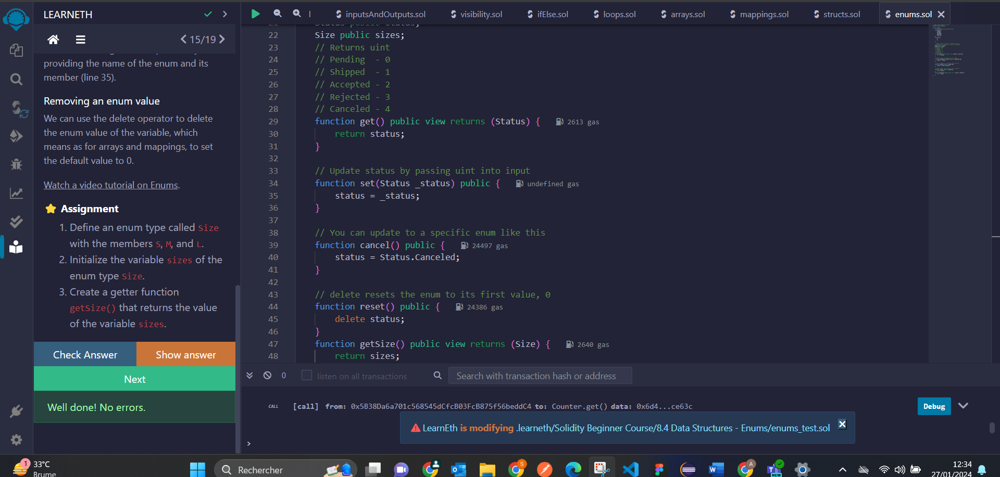 LEARNETH
15/19
providing the name of the enum and its
member (line 35).
Removing an enum value
We can use the delete operator to delete
the enum value of the variable, which
means as for arrays and mappings, to set
the default value to 0.
Watch a video tutorial on Enums.
Assignment
1. Define an enum type called Size
with the members S, M, and L.
2. Initialize the variable sizes of the
enum type Size.
3. Create a getter function
getSize() that returns the value
of the variable sizes.
Check Answer
Show answer
Next
Well done! No errors.
inputsAndOutputs.sol
visibility.sol
ifElse.sol
loops.sol
arrays.sol
mappings.sol
structs.sol
enums.sol
21 Status public status;
22 Size public sizes;
23 // Returns uint
24 // Pending  - 0
25 // Shipped  - 1
26 // Accepted - 2
27 // Rejected - 3
28 // Canceled - 4
29 function get() public view returns (Status) { 2613 gas
30 return status;
31 }
32
33 // Update status by passing uint into input
34 function set(Status _status) public { undefined gas
35 status = _status;
36 }
37
38 // You can update to a specific enum like this
39 function cancel() public { 24497 gas
40 status = Status.Canceled;
41 }
42
43 // delete resets the enum to its first value, 0
44 function reset() public { 24386 gas
45 delete status;
46 }
47 function getSize() public view returns (Size) { 2640 gas
48 return sizes;
0
listen on all transactions
Search with transaction hash or address
CALL [call] from: 0x5B38Da6a701c568545dCfcB03FcB875f56beddC4 to: Counter.get() data: 0x6d4...ce63c
Debug
LearnEth is modifying .learneth/Solidity Beginner Course/8.4 Data Structures - Enums/enums_test.sol
>
1
33°C
Brume
Rechercher
S
A
NEW
12:34
27/01/2024